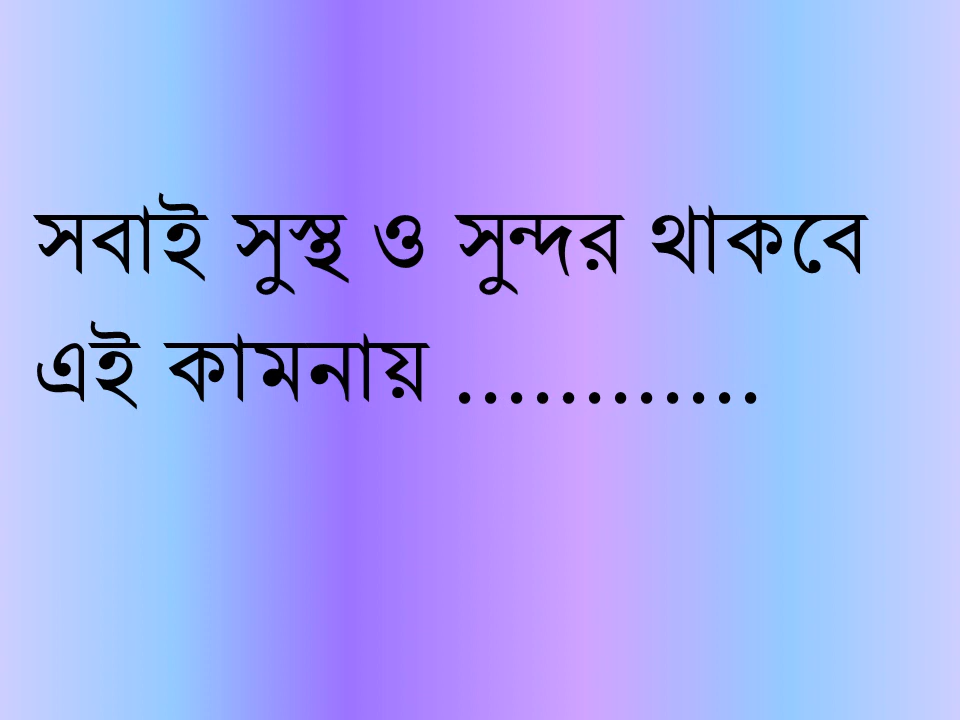 সবাই সুস্থ ও সুন্দর থাকবে
এই কামনায় ............